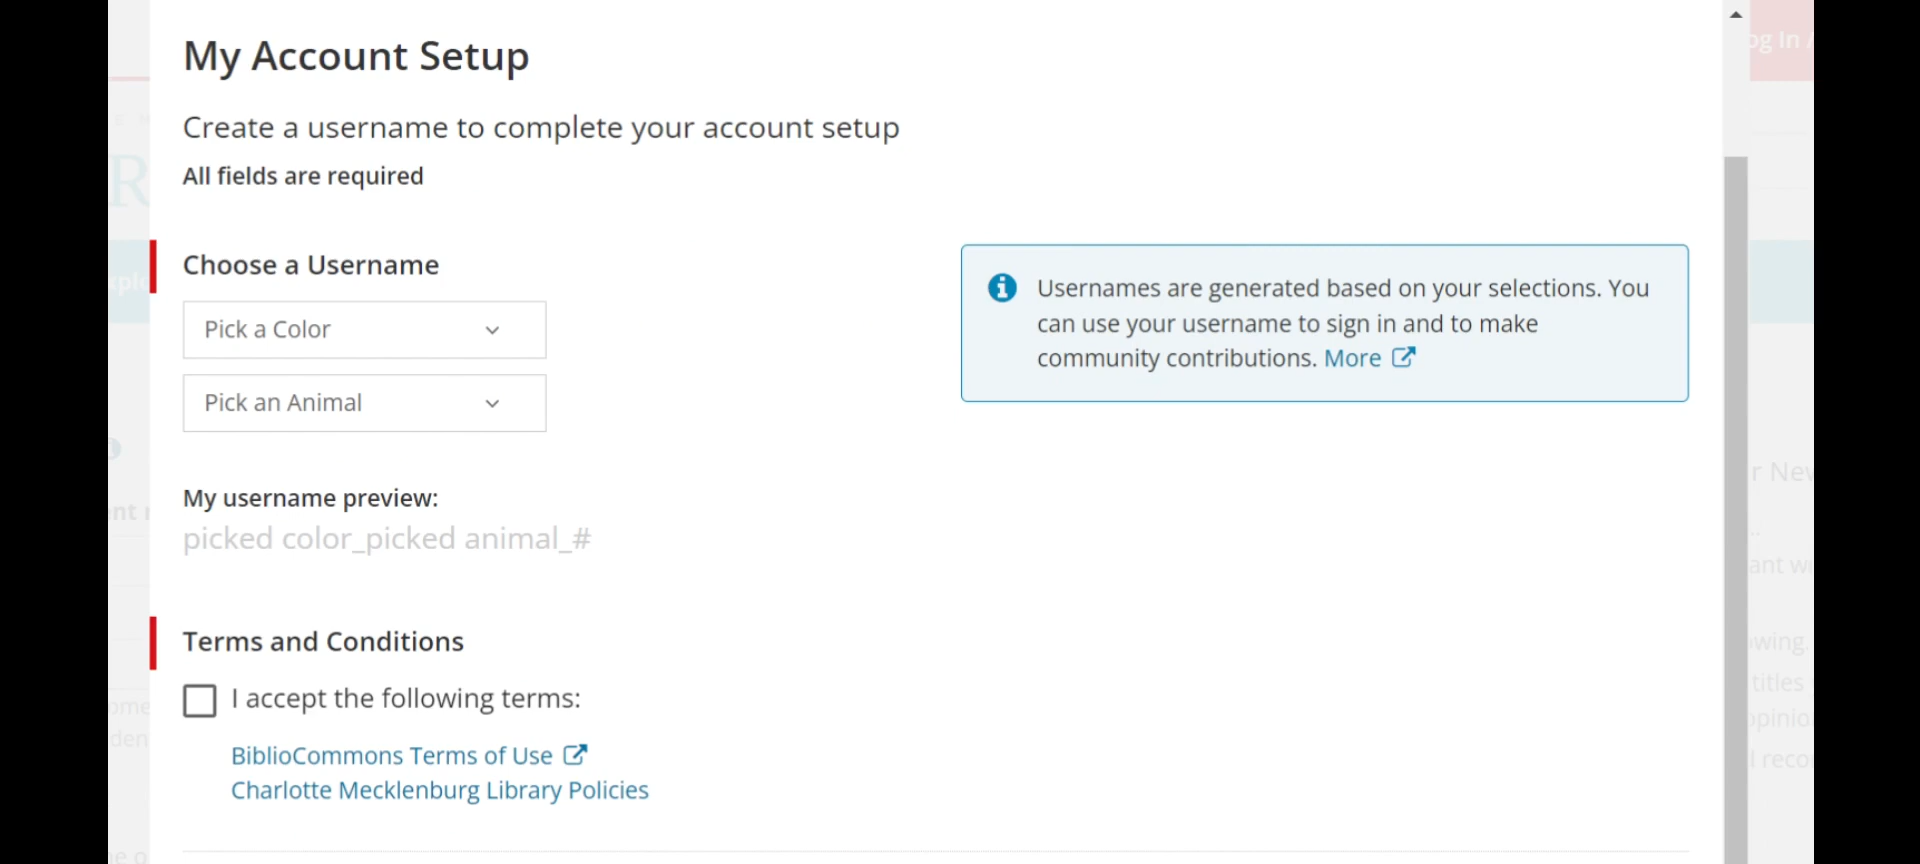 My Account Setup
Create a username to complete your account setup
All fields are required
Choose a Username
Pick a Color
Pick an Animal
Usernames are generated based on your selections. You
can use your username to sign in and to make
community contributions. More
My username preview:
picked color_picked animal_#
Terms and Conditions
I accept the following terms:
BiblioCommons Terms of Use
Charlotte Mecklenburg Library Policies